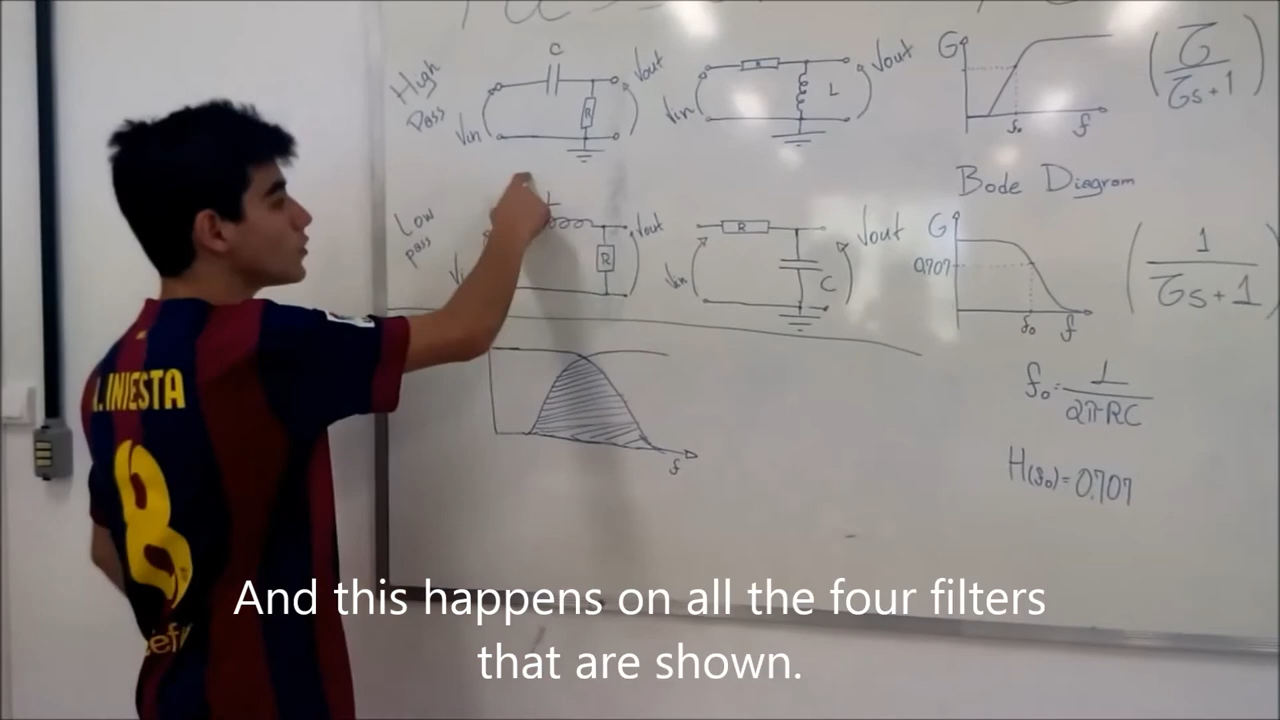 High
Pass
C
Vin
R
Vout
Vin
R
L
Vout
G
f₀
f
(τ / τs+1)
Bode Diagram
Low
pass
R
Vout
Vin
R
C
Vout
G
0.707
f₀
f
(1 / τs+1)
f
f₀ = 1 / 2πRC
H(f₀) = 0.707
INIESTA
8
And this happens on all the four filters
that are shown.